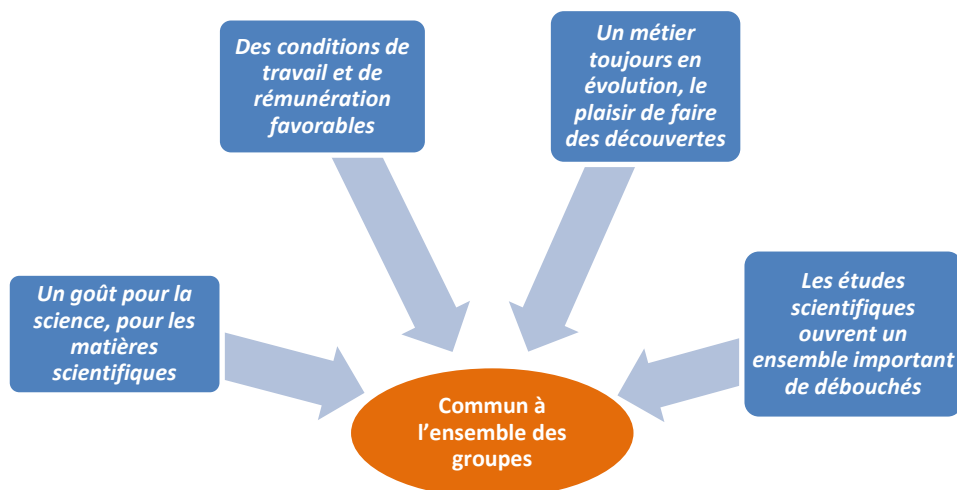 Des conditions de
travail et de
rémunération
favorables
Un métier
toujours en
évolution, le
plaisir de faire
des découvertes
Un goût pour la
science, pour les
matières
scientifiques
Les études
scientifiques
ouvrent un
ensemble important
de débouchés
Commun à
l’ensemble des
groupes